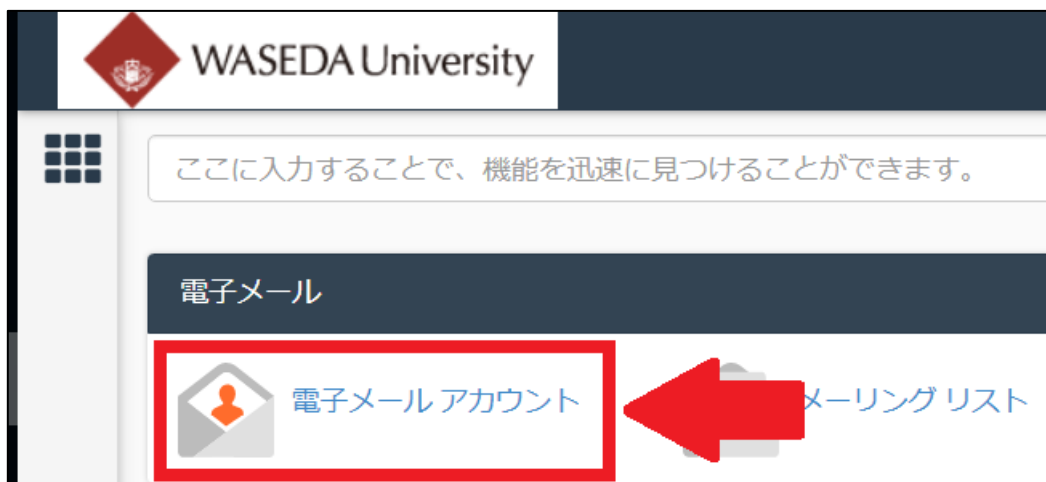 WASEDA University
ここに入力することで、機能を迅速に見つけることができます。
電子メール
電子メール アカウント
メーリング リスト